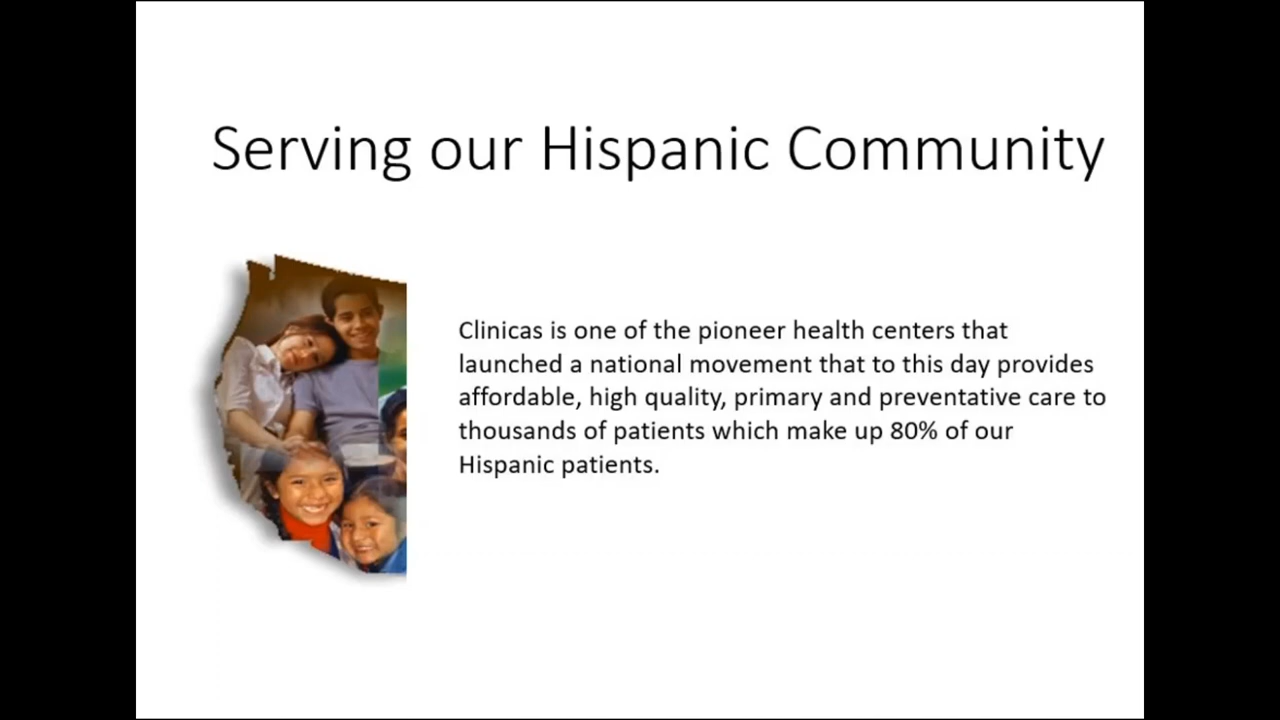 Serving our Hispanic Community
Clinicas is one of the pioneer health centers that
launched a national movement that to this day provides
affordable, high quality, primary and preventative care to
thousands of patients which make up 80% of our
Hispanic patients.